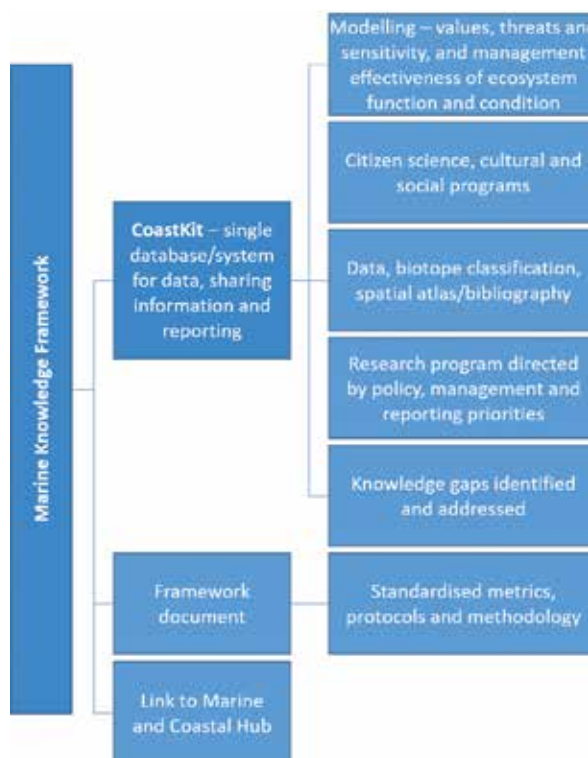 Marine Knowledge Framework
CoastKit – single
database/system
for data, sharing
information and
reporting
Modelling – values, threats an
sensitivity, and management
effectiveness of ecosystem
function and condition
Citizen science, cultural and
social programs
Data, biotope classification,
spatial atlas/bibliography
Research program directed
by policy, management and
reporting priorities
Knowledge gaps identified
and addressed
Framework
document
Standardised metrics,
protocols and methodology
Link to Marine
and Coastal Hub